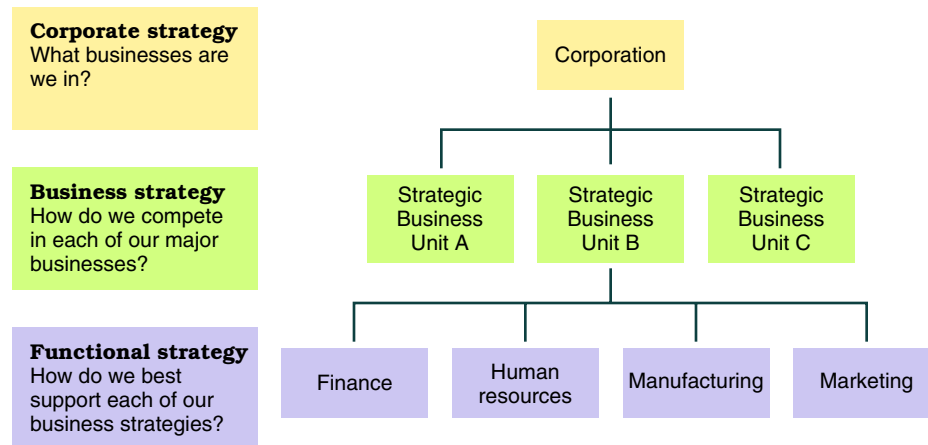 Corporate strategy
What businesses are
we in?
Corporation
Business strategy
How do we compete
in each of our major
businesses?
Strategic
Business
Unit A
Strategic
Business
Unit B
Strategic
Business
Unit C
Functional strategy
How do we best
support each of our
business strategies?
Finance
Human
resources
Manufacturing
Marketing